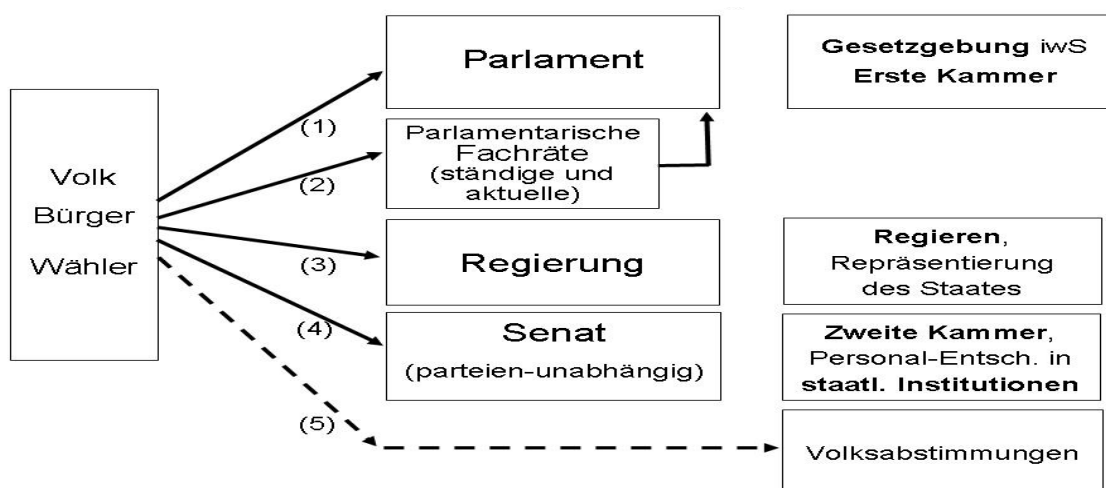 Volk
Bürger
Wähler
(1)
(2)
(3)
(4)
(5)
Parlament
Parlamentarische
Fachräte
(ständige und
aktuelle)
Regierung
Senat
(parteien-unabhängig)
Gesetzgebung iwS
Erste Kammer
Regieren,
Repräsentierung
des Staates
Zweite Kammer,
Personal-Entsch. in
staatl. Institutionen
Volksabstimmungen